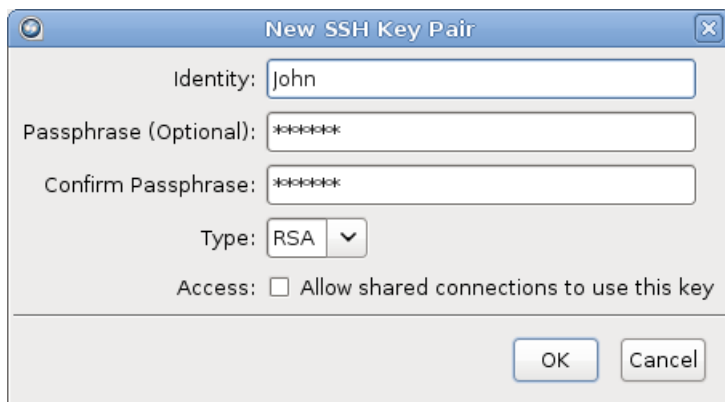 New SSH Key Pair
Identity: John
Passphrase (Optional): ******
Confirm Passphrase: ******
Type: RSA
Access: Allow shared connections to use this key
OK Cancel